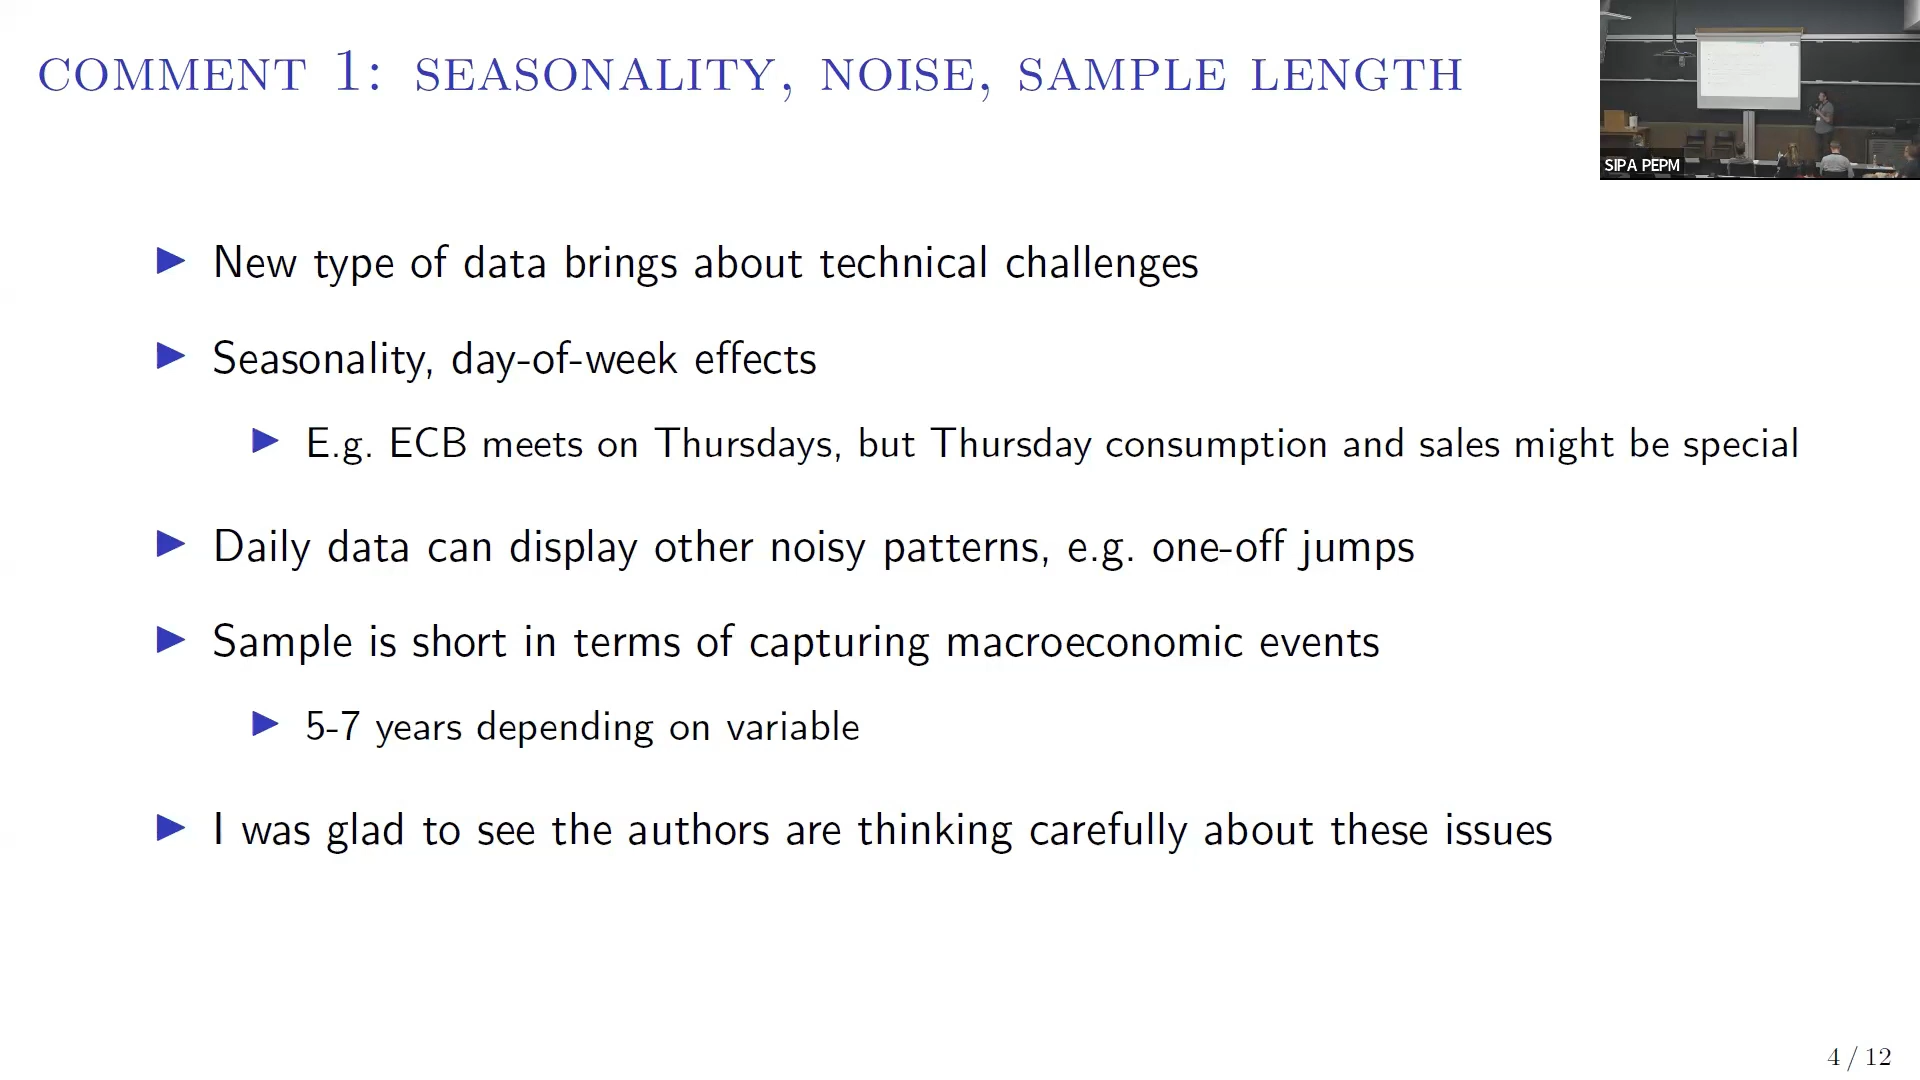 COMMENT 1: SEASONALITY, NOISE, SAMPLE LENGTH
SIPA PEPM
New type of data brings about technical challenges
Seasonality, day-of-week effects
E.g. ECB meets on Thursdays, but Thursday consumption and sales might be special
Daily data can display other noisy patterns, e.g. one-off jumps
Sample is short in terms of capturing macroeconomic events
5-7 years depending on variable
I was glad to see the authors are thinking carefully about these issues
4 / 12